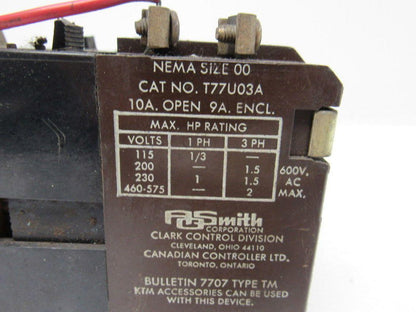 NEMA SIZE 00
CAT NO. T77U03A
10A. OPEN 9A. ENCL.
MAX. HP RATING
VOLTS 1 PH 3 PH
115 1/3 —
200 — 1.5
230 1 1.5
460-575 2
600V.
AC
MAX.
AOSmith
CORPORATION
CLARK CONTROL DIVISION
CLEVELAND, OHIO 44110
CANADIAN CONTROLLER LTD.
TORONTO, ONTARIO
BULLETIN 7707 TYPE TM
KTM ACCESSORIES CAN BE USED
WITH THIS DEVICE.